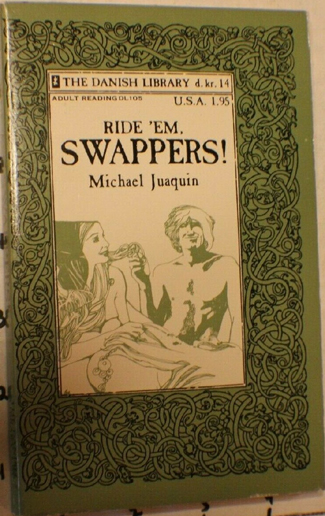 THE DANISH LIBRARY d. kr. 14
ADULT READING DL105 U.S.A. 1.95
RIDE 'EM,
SWAPPERS!
Michael Juaquin